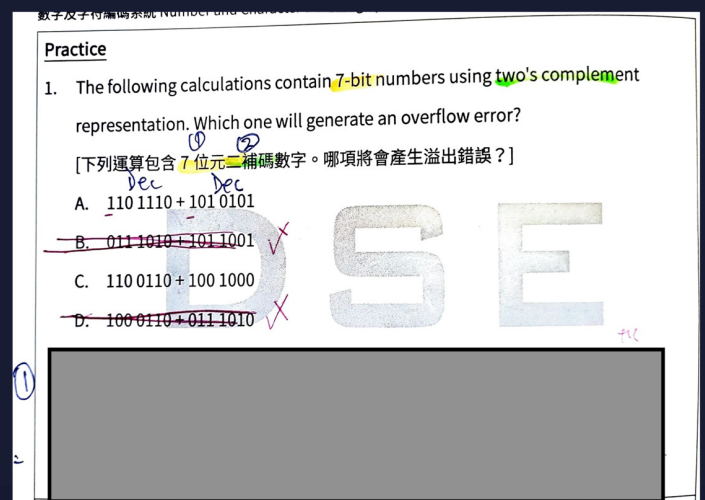 數字及字符編碼系統 Number and Character
Practice
1. The following calculations contain 7-bit numbers using two's complement
representation. Which one will generate an overflow error?
① ②
[下列運算包含 7 位元二補碼數字。哪項將會產生溢出錯誤？]
Dec Dec
A. 110 1110 + 101 0101
B. 011 1010 + 101 1001
C. 110 0110 + 100 1000
D. 100 0110 + 011 1010
DSE
①